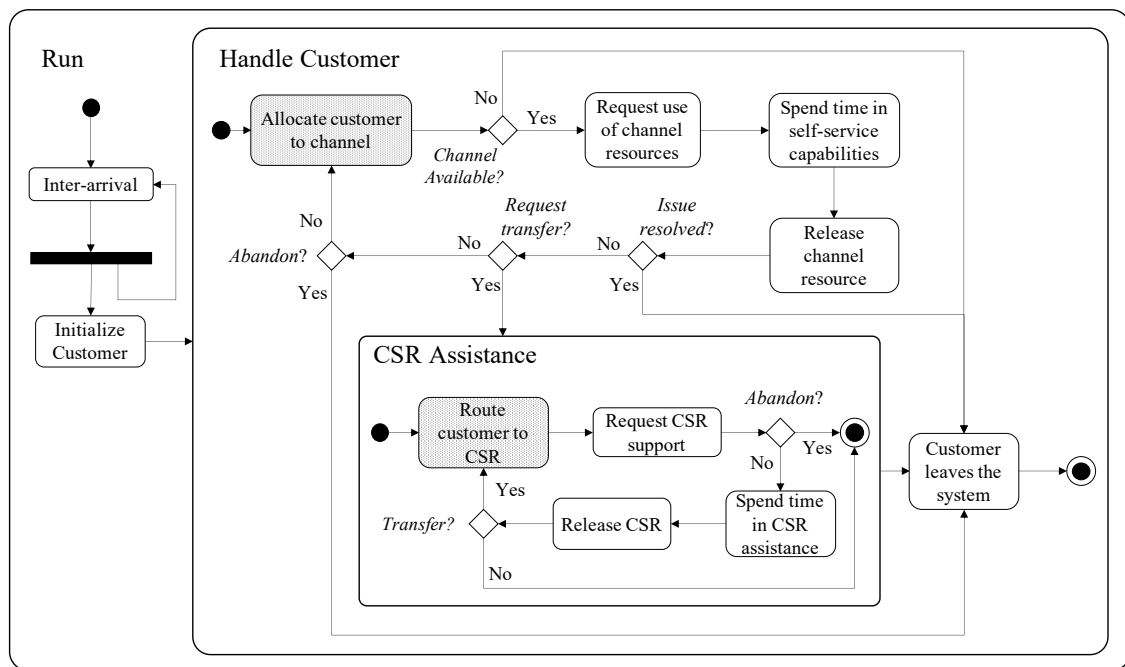 Run
Handle Customer
Inter-arrival
Initialize
Customer
Allocate customer
to channel
No
Yes
Channel
Available?
Request use
of channel
resources
Spend time in
self-service
capabilities
Release
channel
resource
Issue
resolved?
No
Yes
Request
transfer?
No
Yes
Abandon?
No
Yes
CSR Assistance
Route
customer to
CSR
Request CSR
support
Abandon?
Yes
No
Spend time
in CSR
assistance
Release CSR
Transfer?
Yes
No
Customer
leaves the
system